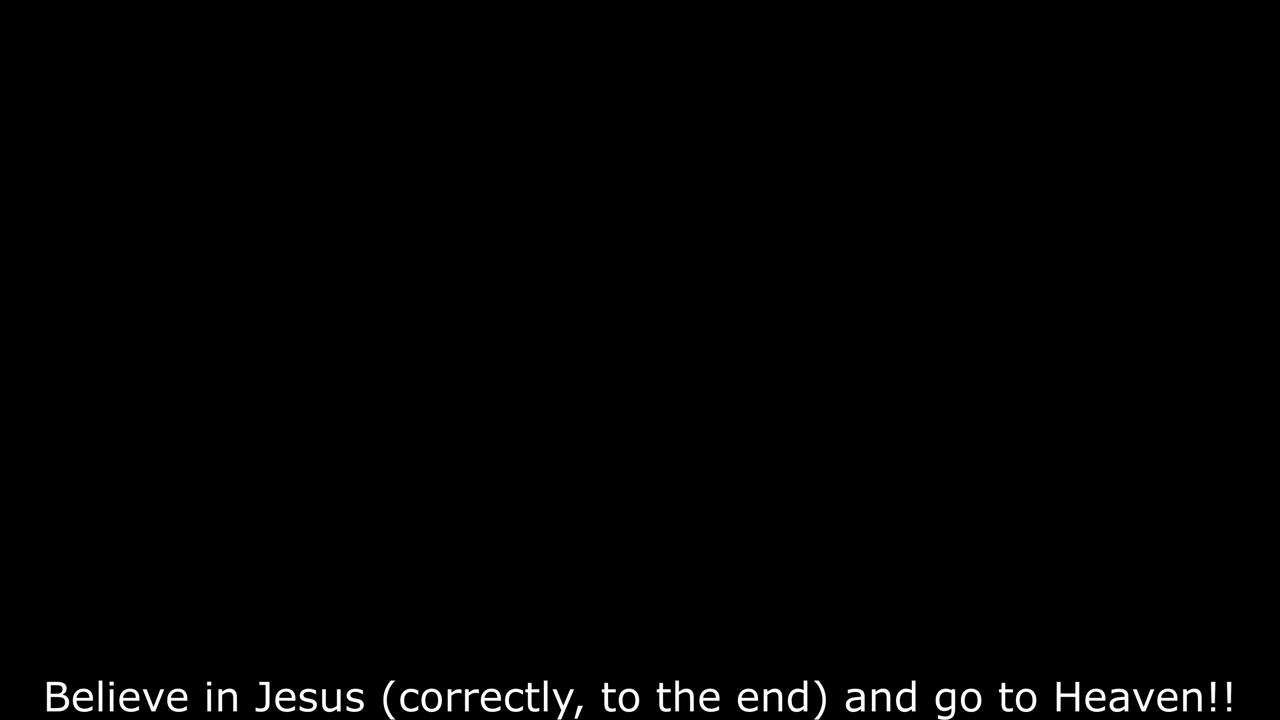 Believe in Jesus (correctly, to the end) and go to Heaven!!